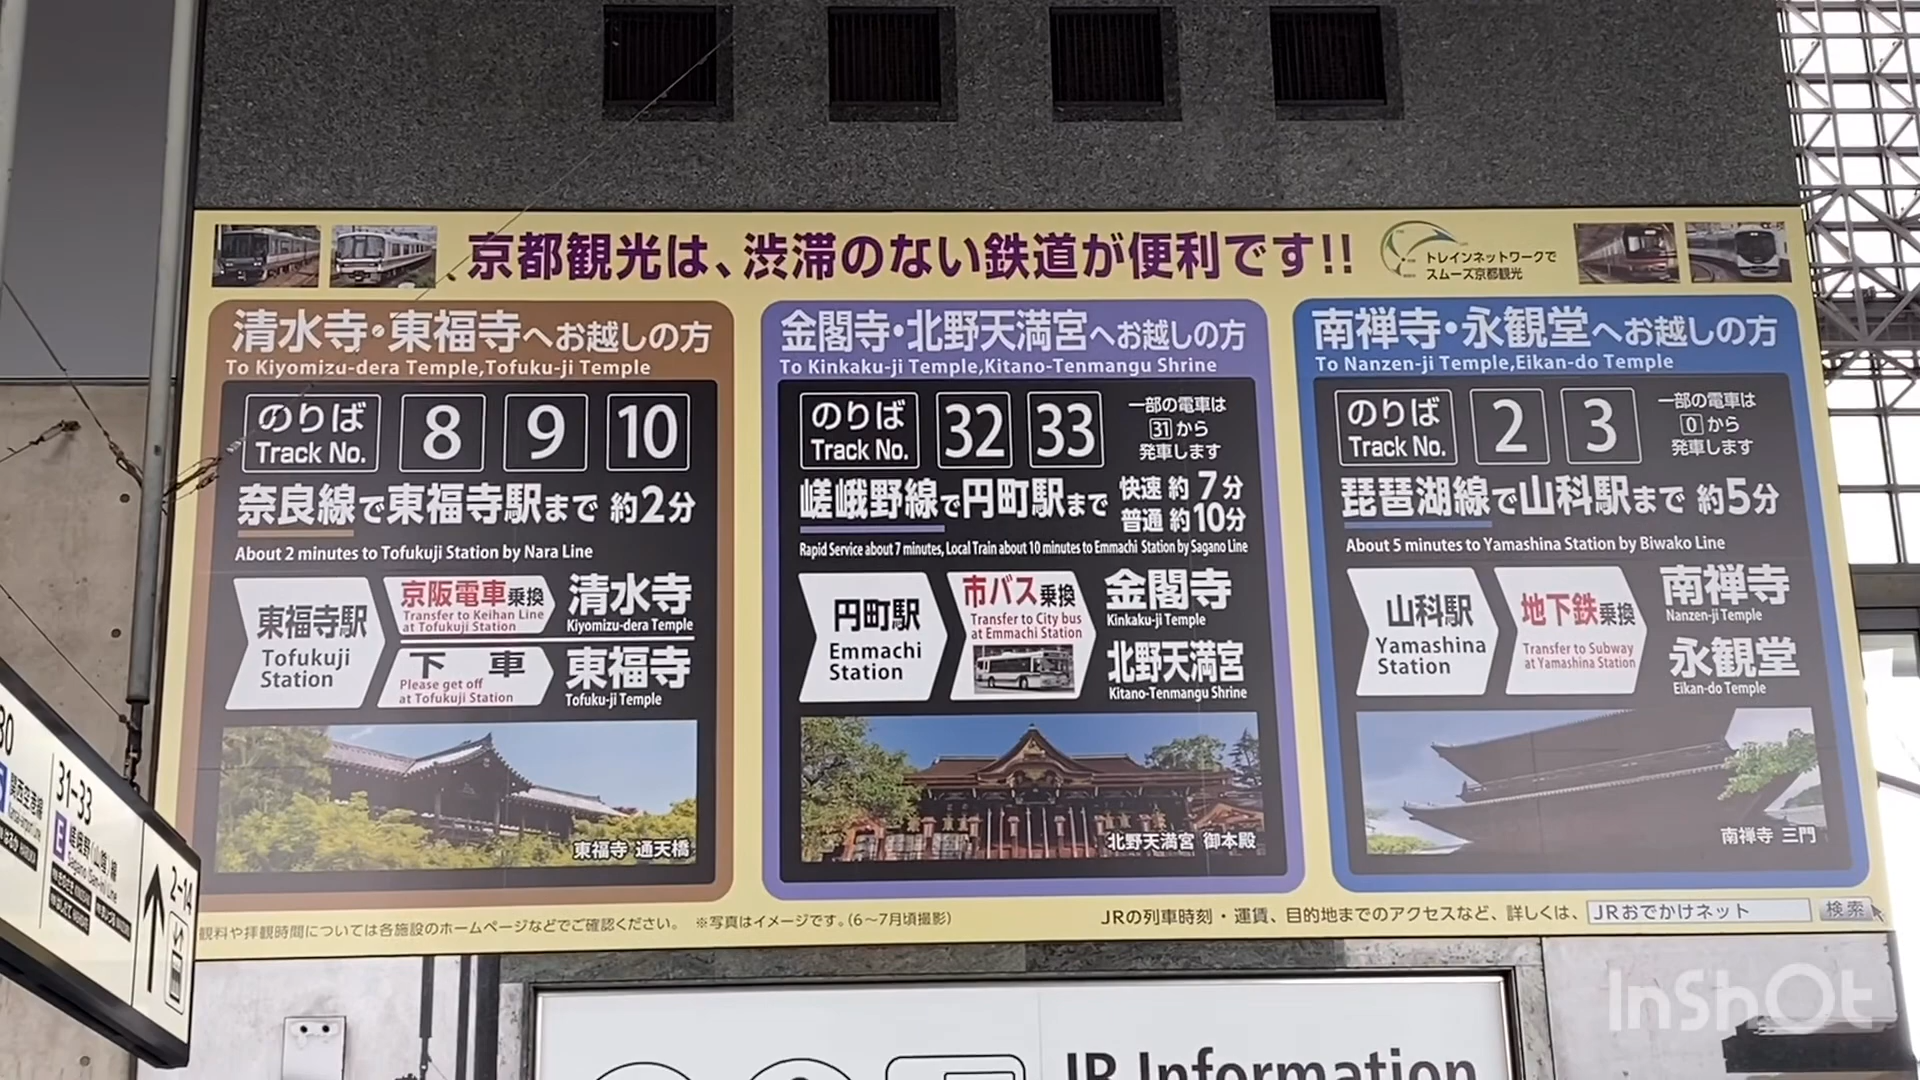 京都観光は、渋滞のない鉄道が便利です!!
トレインネットワークで
スムーズ京都観光
清水寺・東福寺へお越しの方
To Kiyomizu-dera Temple,Tofuku-ji Temple
のりば
Track No.
8 9 10
奈良線で東福寺駅まで 約2分
About 2 minutes to Tofukuji Station by Nara Line
東福寺駅
Tofukuji
Station
京阪電車乗換
Transfer to Keihan Line
at Tofukuji Station
清水寺
Kiyomizu-dera Temple
下 車
Please get off
at Tofukuji Station
東福寺
Tofuku-ji Temple
東福寺 通天橋
金閣寺・北野天満宮へお越しの方
To Kinkaku-ji Temple,Kitano-Tenmangu Shrine
のりば
Track No.
32 33
一部の電車は
31から
発車します
嵯峨野線で円町駅まで
快速 約7分
普通 約10分
Rapid Service about 7 minutes, Local Train about 10 minutes to Emmachi Station by Sagano Line
円町駅
Emmachi
Station
市バス乗換
Transfer to City bus
at Emmachi Station
金閣寺
Kinkaku-ji Temple
北野天満宮
Kitano-Tenmangu Shrine
北野天満宮 御本殿
南禅寺・永観堂へお越しの方
To Nanzen-ji Temple,Eikan-do Temple
のりば
Track No.
2 3
一部の電車は
0から
発車します
琵琶湖線で山科駅まで 約5分
About 5 minutes to Yamashina Station by Biwako Line
山科駅
Yamashina
Station
地下鉄乗換
Transfer to Subway
at Yamashina Station
南禅寺
Nanzen-ji Temple
永観堂
Eikan-do Temple
南禅寺 三門
観料や拝観時間については各施設のホームページなどでご確認ください。 ※写真はイメージです。(6～7月頃撮影)
JRの列車時刻・運賃、目的地までのアクセスなど、詳しくは、 JRおでかけネット 検索
30
関西空港線
Kansai-airport Line
HARUKA
31-33
E 嵯峨野(山陰)線
Sagano (San-in) Line
2-14
JR Information
InShOt